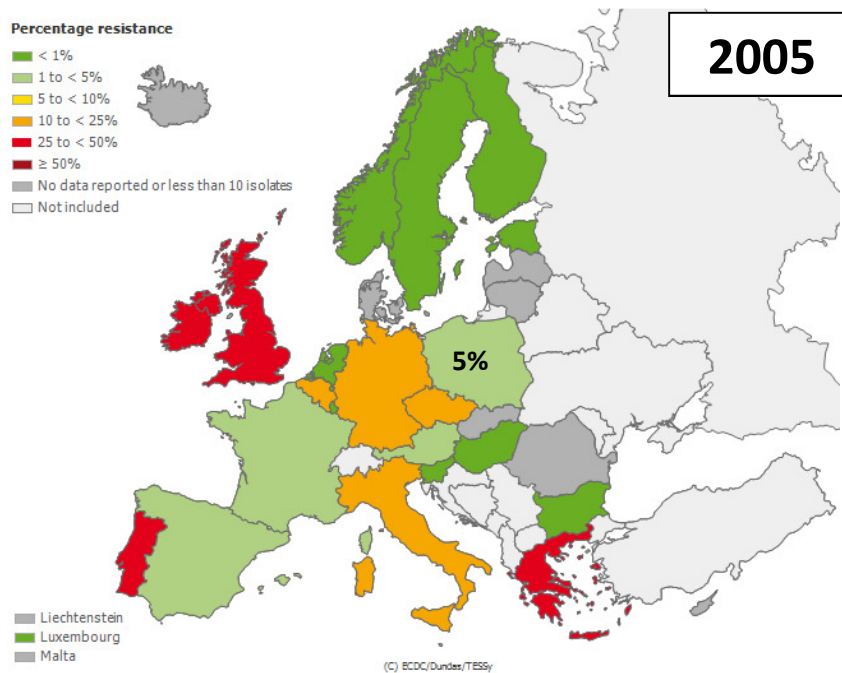 Percentage resistance
< 1%
1 to < 5%
5 to < 10%
10 to < 25%
25 to < 50%
≥ 50%
No data reported or less than 10 isolates
Not included
2005
5%
Liechtenstein
Luxembourg
Malta
(C) ECDC/Dundas/TESSy